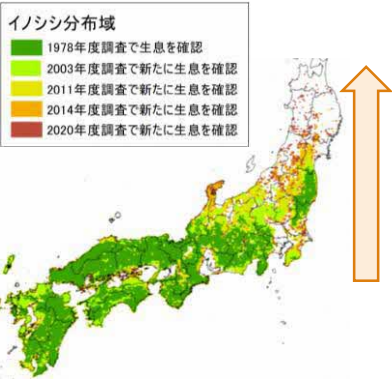 イノシシ分布域
1978年度調査で生息を確認
2003年度調査で新たに生息を確認
2011年度調査で新たに生息を確認
2014年度調査で新たに生息を確認
2020年度調査で新たに生息を確認